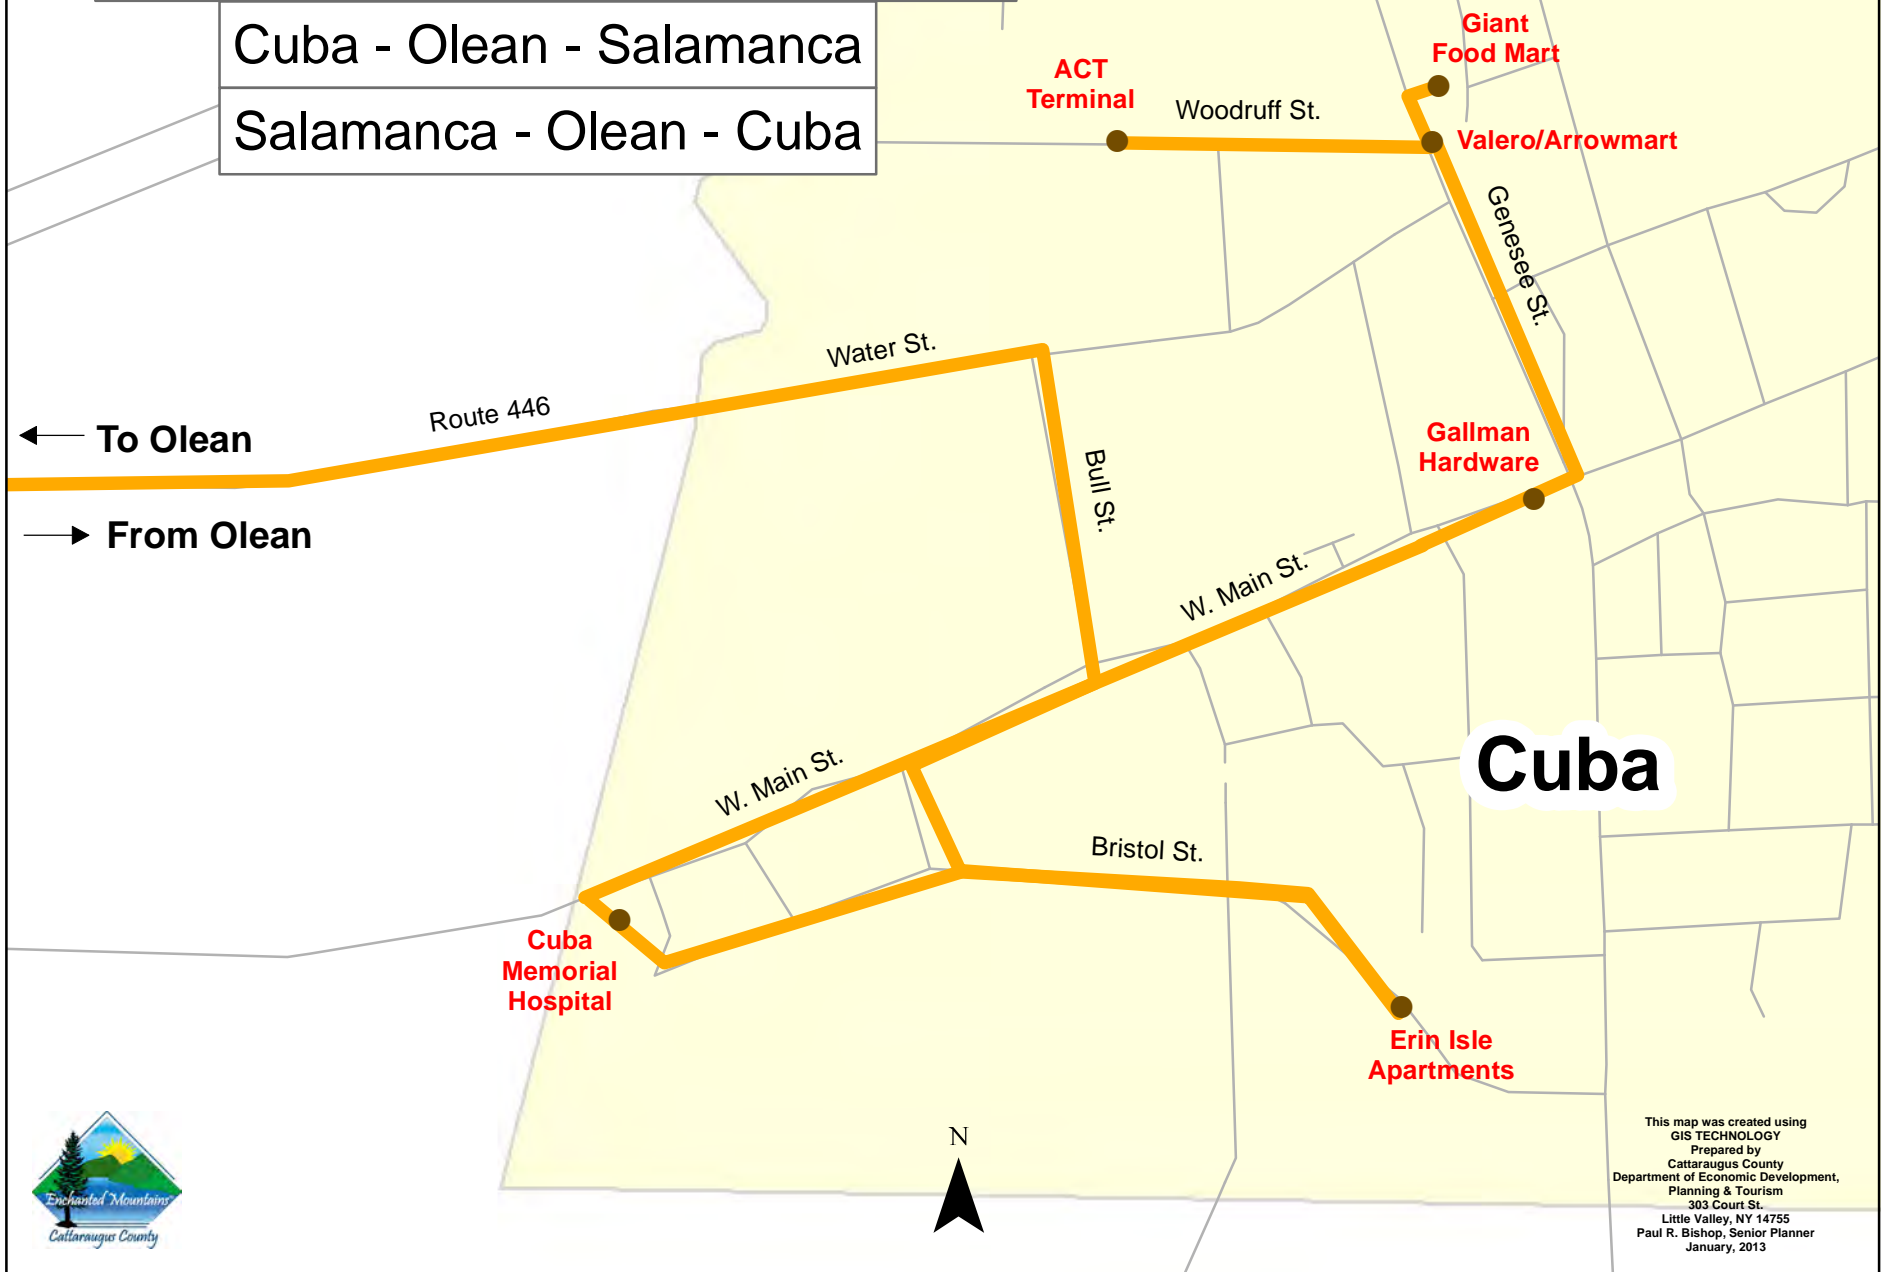 Cuba - Olean - Salamanca
Salamanca - Olean - Cuba
Giant
Food Mart
ACT
Terminal
Woodruff St.
Valero/Arrowmart
Genesee St.
Water St.
Route 446
To Olean
From Olean
Gallman
Hardware
Bull St.
W. Main St.
W. Main St.
Cuba
Bristol St.
Cuba
Memorial
Hospital
Erin Isle
Apartments
N
Enchanted Mountains
Cattaraugus County
This map was created using
GIS TECHNOLOGY
Prepared by
Cattaraugus County
Department of Economic Development,
Planning & Tourism
303 Court St.
Little Valley, NY 14755
Paul R. Bishop, Senior Planner
January, 2013